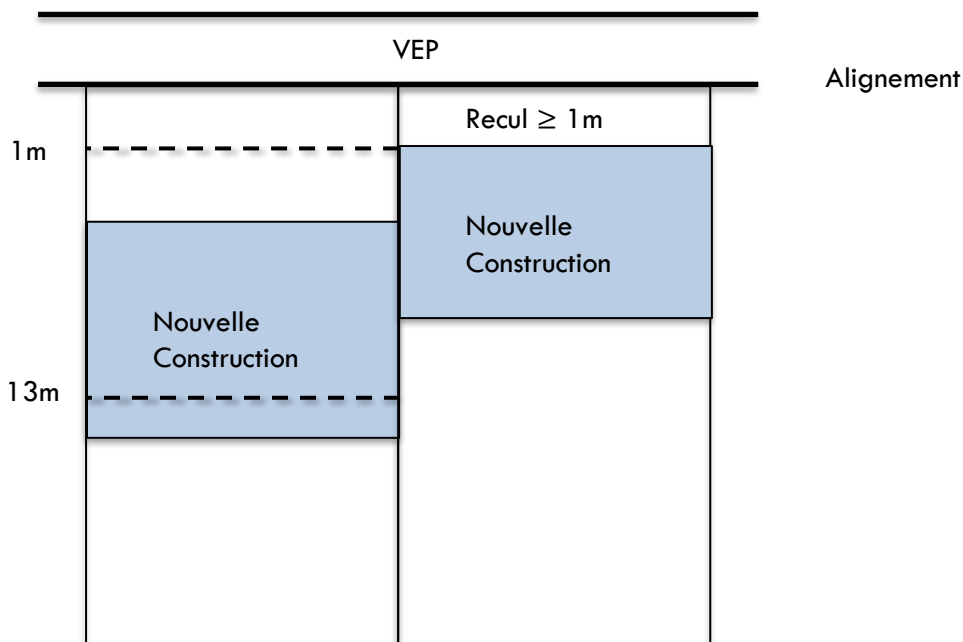 VEP
Alignement
Recul ≥ 1m
1m
Nouvelle
Construction
Nouvelle
Construction
13m